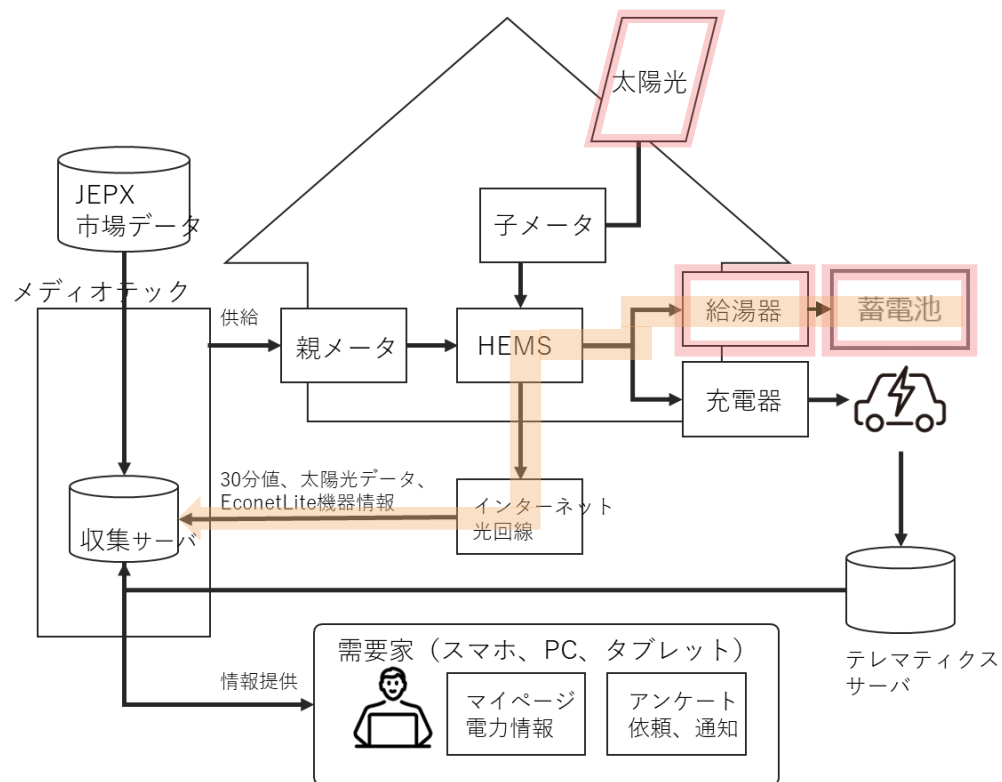 太陽光
JEPX
市場データ
子メータ
メディオテック
供給
親メータ
HEMS
給湯器
蓄電池
充電器
30分値、太陽光データ、
EconetLite機器情報
収集サーバ
インターネット
光回線
テレマティクス
サーバ
情報提供
需要家（スマホ、PC、タブレット）
マイページ
電力情報
アンケート
依頼、通知